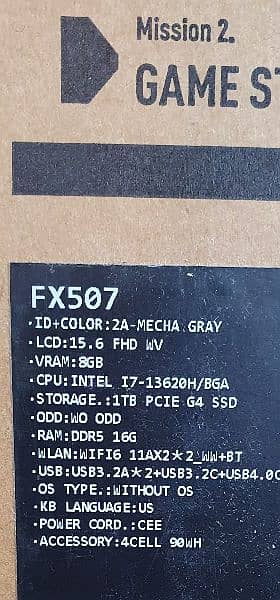 Mission 2.
GAME ST
FX507
·ID+COLOR:2A-MECHA GRAY
·LCD:15.6 FHD WV
·VRAM:8GB
·CPU:INTEL I7-13620H/BGA
·STORAGE.:1TB PCIE G4 SSD
·ODD:WO ODD
·RAM:DDR5 16G
·WLAN:WIFI6 11AX2*2_WW+BT
·USB:USB3.2A*2+USB3.2C+USB4.0C
·OS TYPE.:WITHOUT OS
·KB LANGUAGE:US
·POWER CORD.:CEE
·ACCESSORY:4CELL 90WH